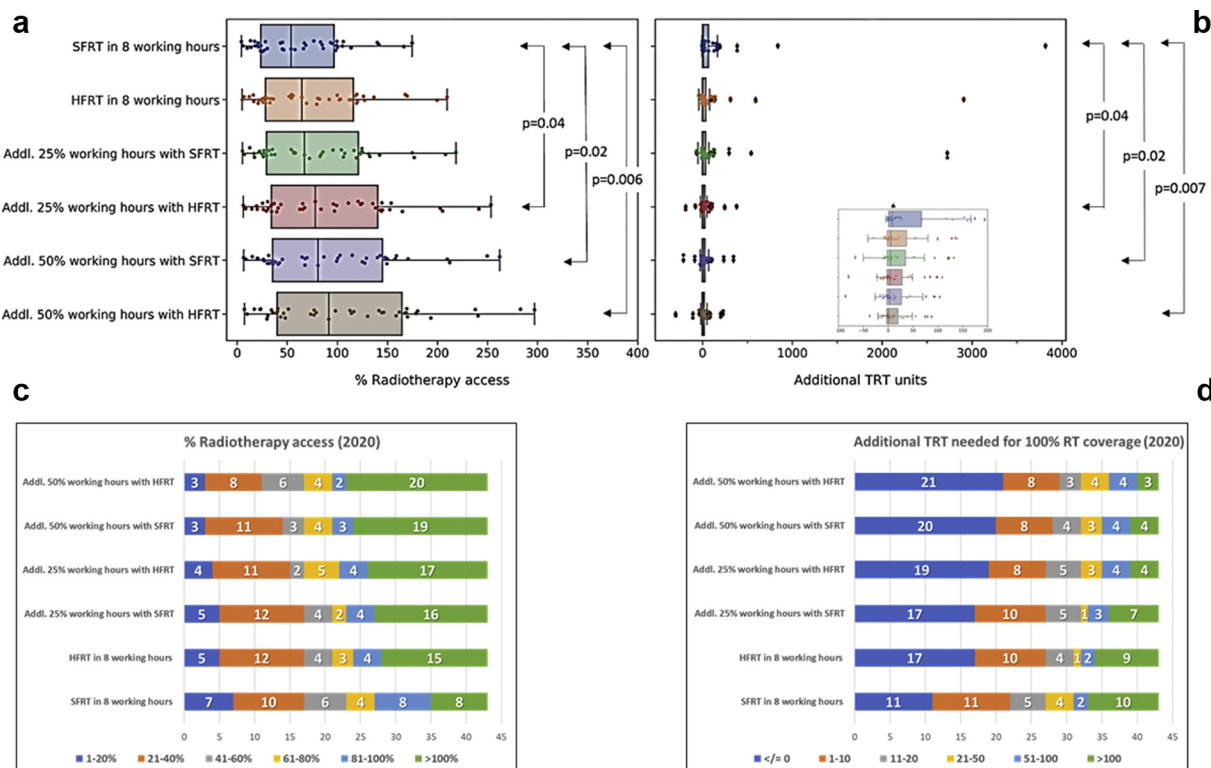 a
b
SFRT in 8 working hours
HFRT in 8 working hours
Addl. 25% working hours with SFRT
Addl. 25% working hours with HFRT
Addl. 50% working hours with SFRT
Addl. 50% working hours with HFRT
p=0.04
p=0.02
p=0.006
p=0.04
p=0.02
p=0.007
-100 -50 0 50 100 150 200
0 50 100 150 200 250 300 350 400
% Radiotherapy access
0 1000 2000 3000 4000
Additional TRT units
c
d
% Radiotherapy access (2020)
Addl. 50% working hours with HFRT 3 8 6 4 2 20
Addl. 50% working hours with SFRT 3 11 3 4 3 19
Addl. 25% working hours with HFRT 4 11 2 5 4 17
Addl. 25% working hours with SFRT 5 12 4 2 4 16
HFRT in 8 working hours 5 12 4 3 4 15
SFRT in 8 working hours 7 10 6 4 8 8
0 5 10 15 20 25 30 35 40 45
1-20% 21-40% 41-60% 61-80% 81-100% >100%
Additional TRT needed for 100% RT coverage (2020)
Addl. 50% working hours with HFRT 21 8 3 4 4 3
Addl. 50% working hours with SFRT 20 8 4 3 4 4
Addl. 25% working hours with HFRT 19 8 5 3 4 4
Addl. 25% working hours with SFRT 17 10 5 1 3 7
HFRT in 8 working hours 17 10 4 1 2 9
SFRT in 8 working hours 11 11 5 4 2 10
0 5 10 15 20 25 30 35 40 45
</= 0 1-10 11-20 21-50 51-100 >100